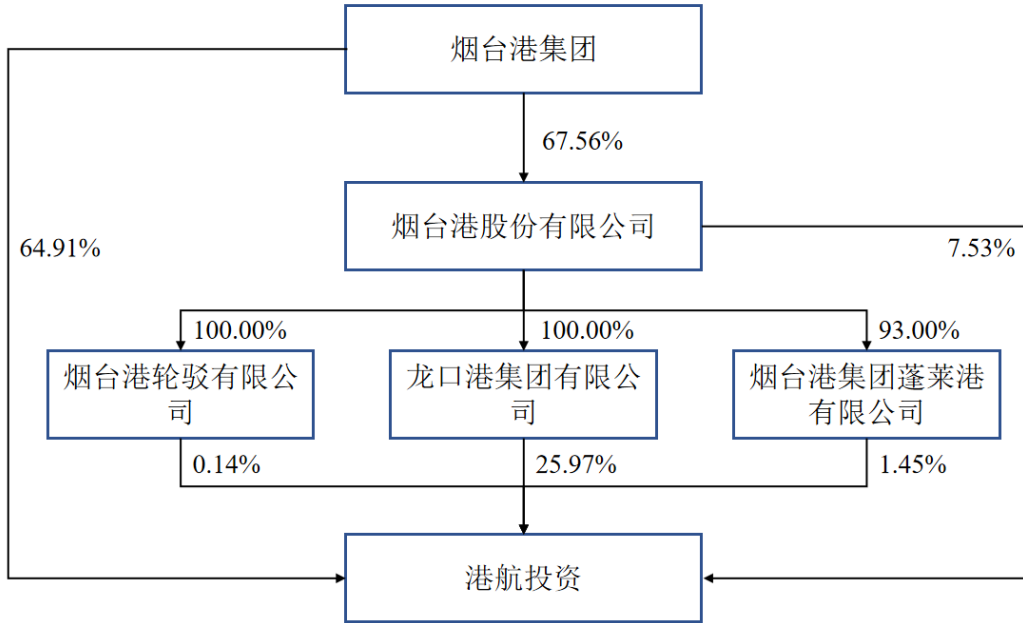 烟台港集团
67.56%
烟台港股份有限公司
64.91%
7.53%
100.00%
100.00%
93.00%
烟台港轮驳有限公
司
龙口港集团有限公
司
烟台港集团蓬莱港
有限公司
0.14%
25.97%
1.45%
港航投资